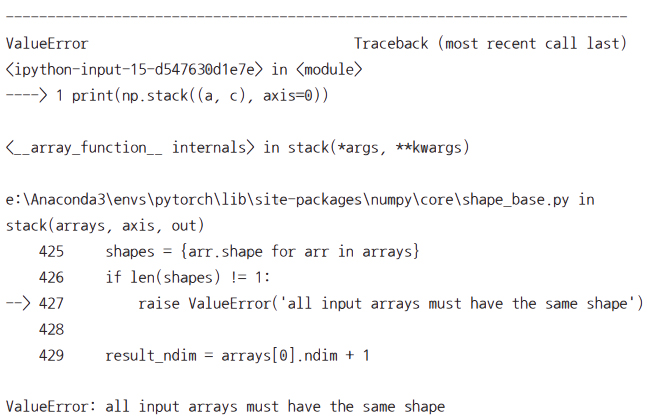 ---------------------------------------------------------------------------
ValueError                                Traceback (most recent call last)
<ipython-input-15-d547630d1e7e> in <module>
----> 1 print(np.stack((a, c), axis=0))

<__array_function__ internals> in stack(*args, **kwargs)

e:\Anaconda3\envs\pytorch\lib\site-packages\numpy\core\shape_base.py in
stack(arrays, axis, out)
    425     shapes = {arr.shape for arr in arrays}
    426     if len(shapes) != 1:
--> 427         raise ValueError('all input arrays must have the same shape')
    428
    429     result_ndim = arrays[0].ndim + 1

ValueError: all input arrays must have the same shape